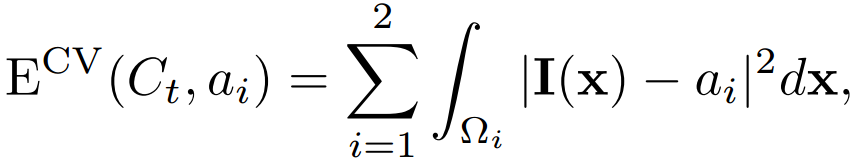 E^{CV}(C_t, a_i) = \sum_{i=1}^{2} \int_{\Omega_i} |\mathbf{I}(\mathbf{x}) - a_i|^2 d\mathbf{x},